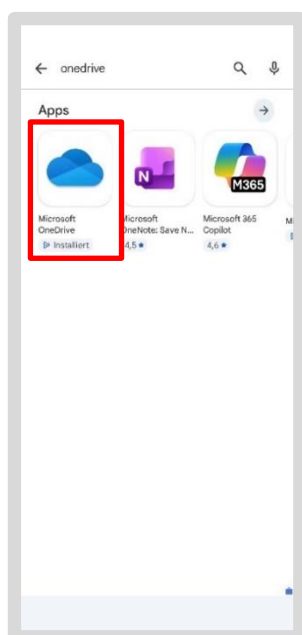 onedrive
Apps
N
M365
Microsoft
OneDrive
Installiert
Microsoft
OneNote: Save N...
4,5 ★
Microsoft 365
Copilot
4,6 ★
M